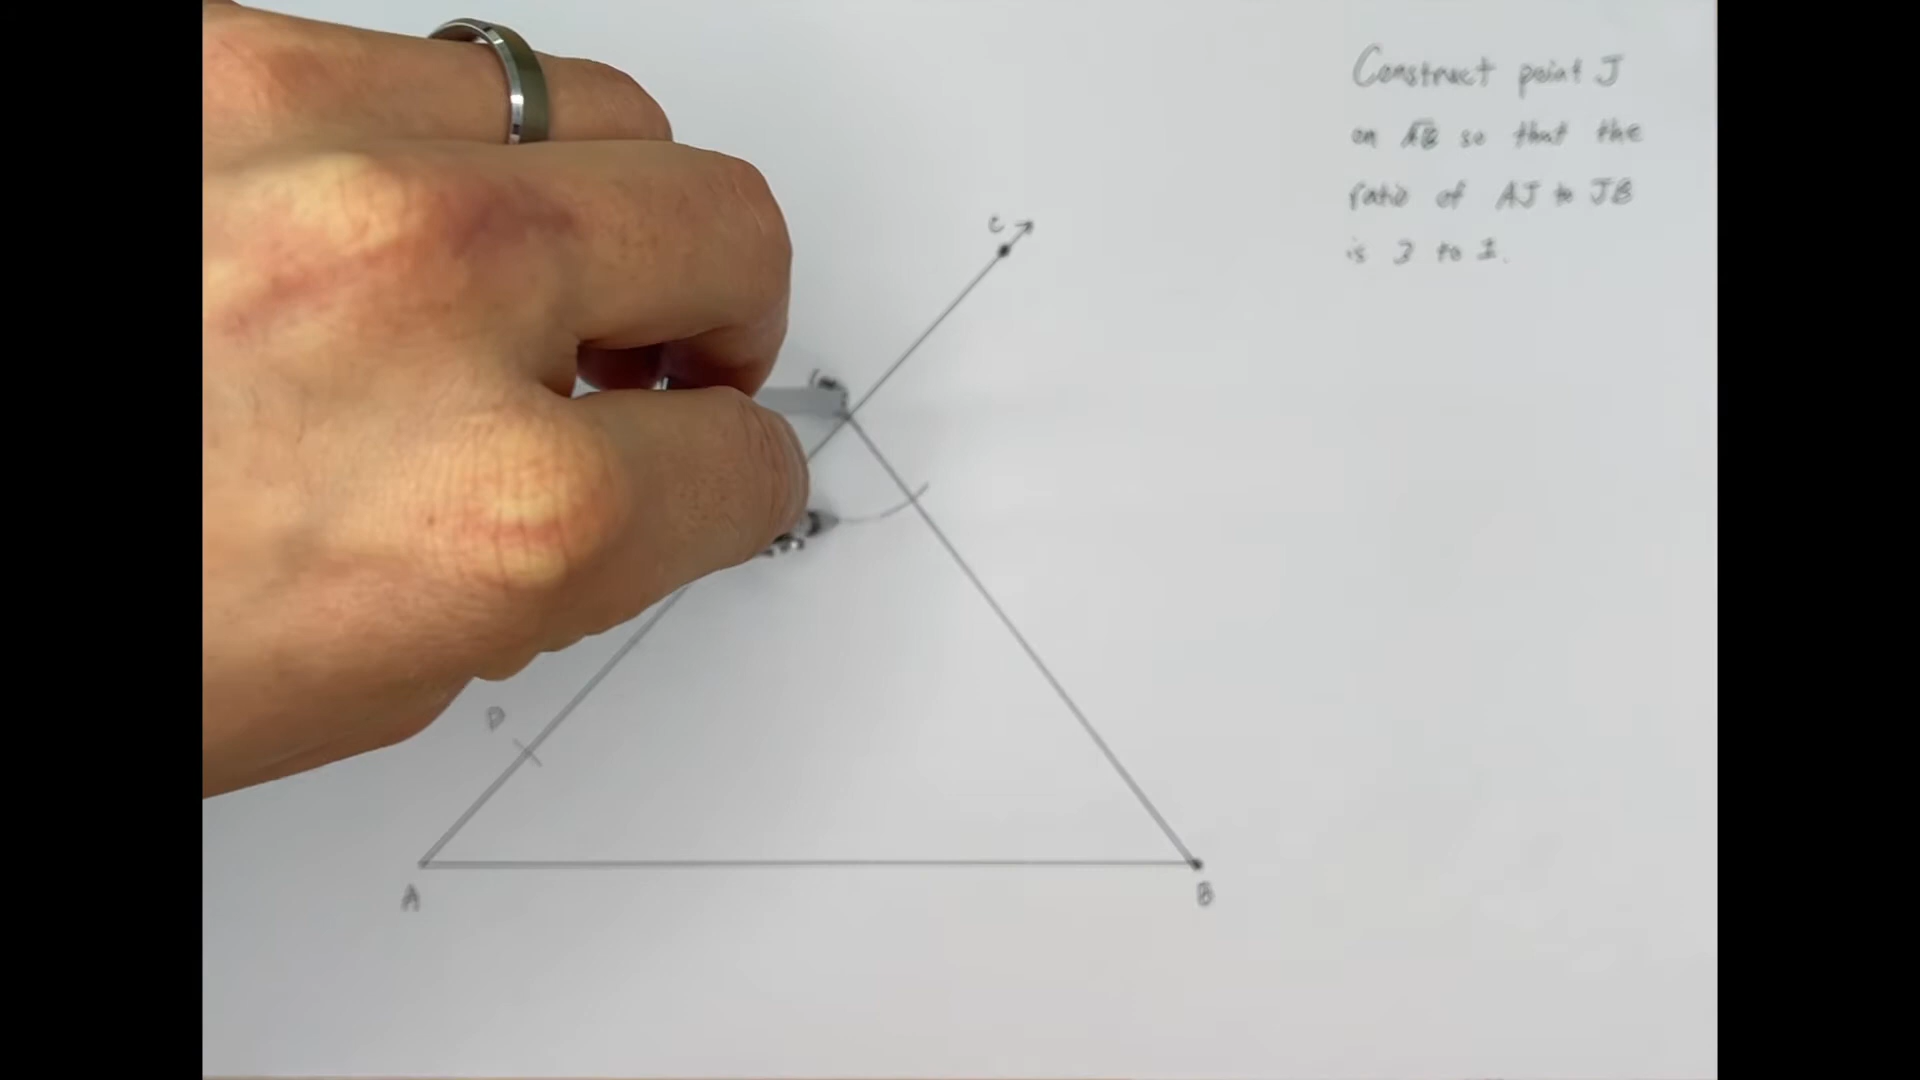 Construct point J
on AB so that the
ratio of AJ to JB
is 3 to 1.
C
D
A
B